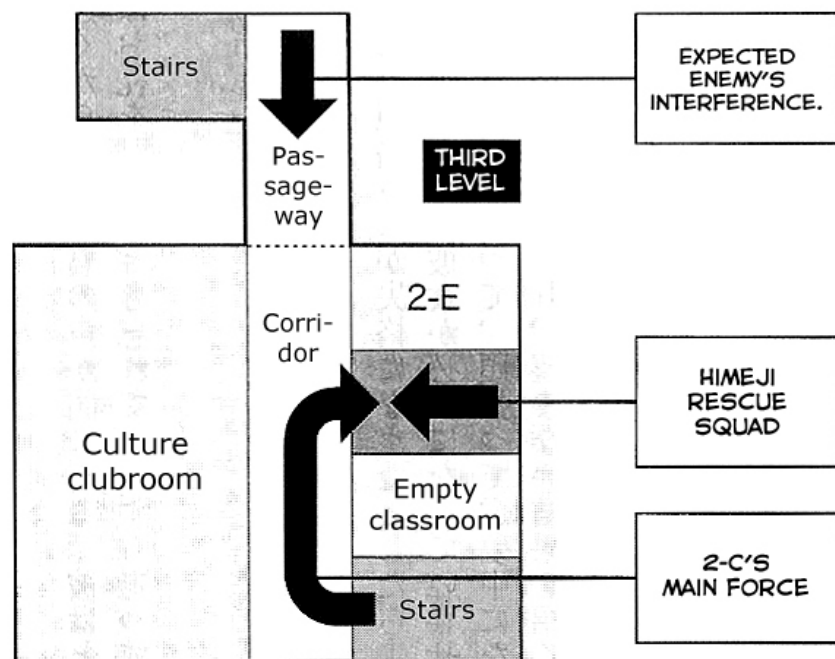 Stairs
EXPECTED
ENEMY'S
INTERFERENCE.
Pas-
sage-
way
THIRD
LEVEL
2-E
Corri-
dor
HIMEJI
RESCUE
SQUAD
Culture
clubroom
Empty
classroom
2-C'S
MAIN FORCE
Stairs